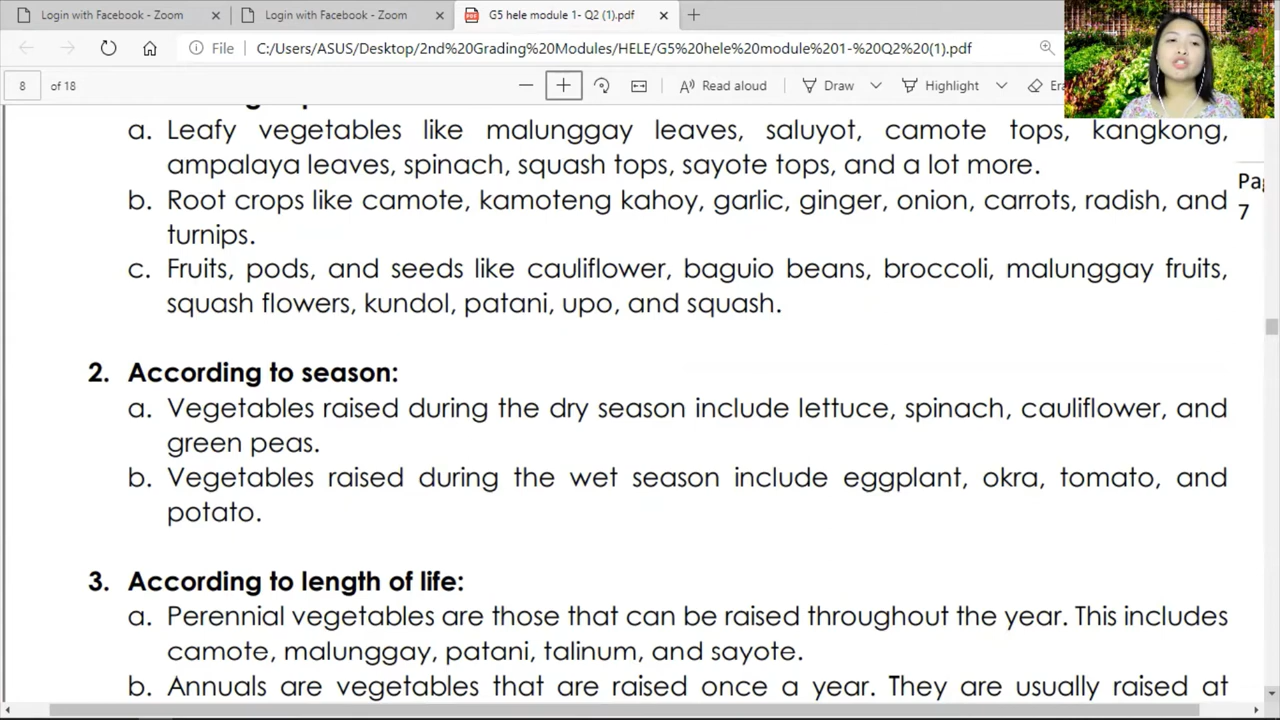 Login with Facebook - Zoom
Login with Facebook - Zoom
G5 hele module 1- Q2 (1).pdf
File
C:/Users/ASUS/Desktop/2nd%20Grading%20Modules/HELE/G5%20hele%20module%201-%20Q2%20(1).pdf
8 of 18
Read aloud
Draw
Highlight
a. Leafy vegetables like malunggay leaves, saluyot, camote tops, kangkong,
ampalaya leaves, spinach, squash tops, sayote tops, and a lot more.
b. Root crops like camote, kamoteng kahoy, garlic, ginger, onion, carrots, radish, and
turnips.
c. Fruits, pods, and seeds like cauliflower, baguio beans, broccoli, malunggay fruits,
squash flowers, kundol, patani, upo, and squash.
7
2. According to season:
a. Vegetables raised during the dry season include lettuce, spinach, cauliflower, and
green peas.
b. Vegetables raised during the wet season include eggplant, okra, tomato, and
potato.
3. According to length of life:
a. Perennial vegetables are those that can be raised throughout the year. This includes
camote, malunggay, patani, talinum, and sayote.
b. Annuals are vegetables that are raised once a year. They are usually raised at